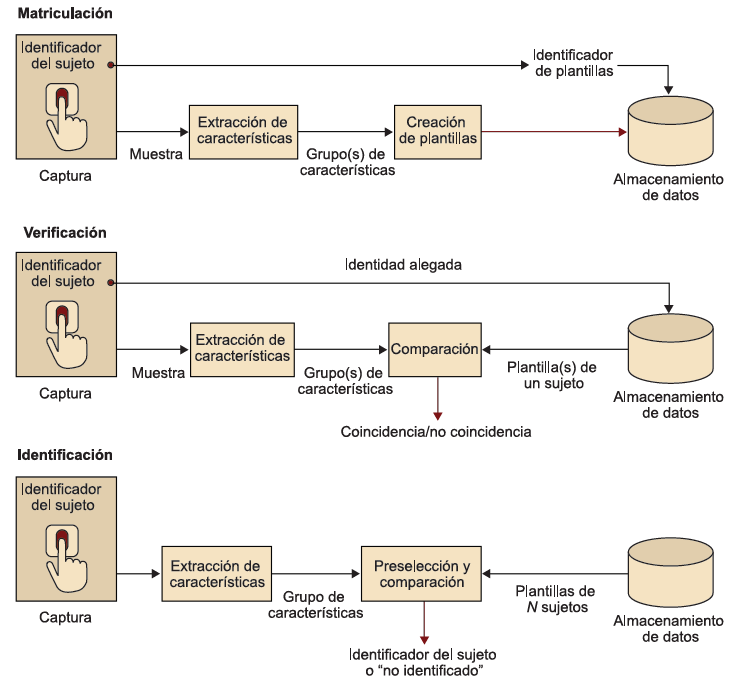 Matriculación
Identificador
del sujeto
Identificador
de plantillas
Extracción de
características
Creación
de plantillas
Muestra
Grupo(s) de
características
Captura
Almacenamiento
de datos
Verificación
Identificador
del sujeto
Identidad alegada
Extracción de
características
Comparación
Muestra
Grupo(s) de
características
Plantilla(s) de
un sujeto
Captura
Almacenamiento
de datos
Coincidencia/no coincidencia
Identificación
Identificador
del sujeto
Extracción de
características
Preselección y
comparación
Grupo de
características
Plantillas de
N sujetos
Captura
Almacenamiento
de datos
Identificador del sujeto
o “no identificado”